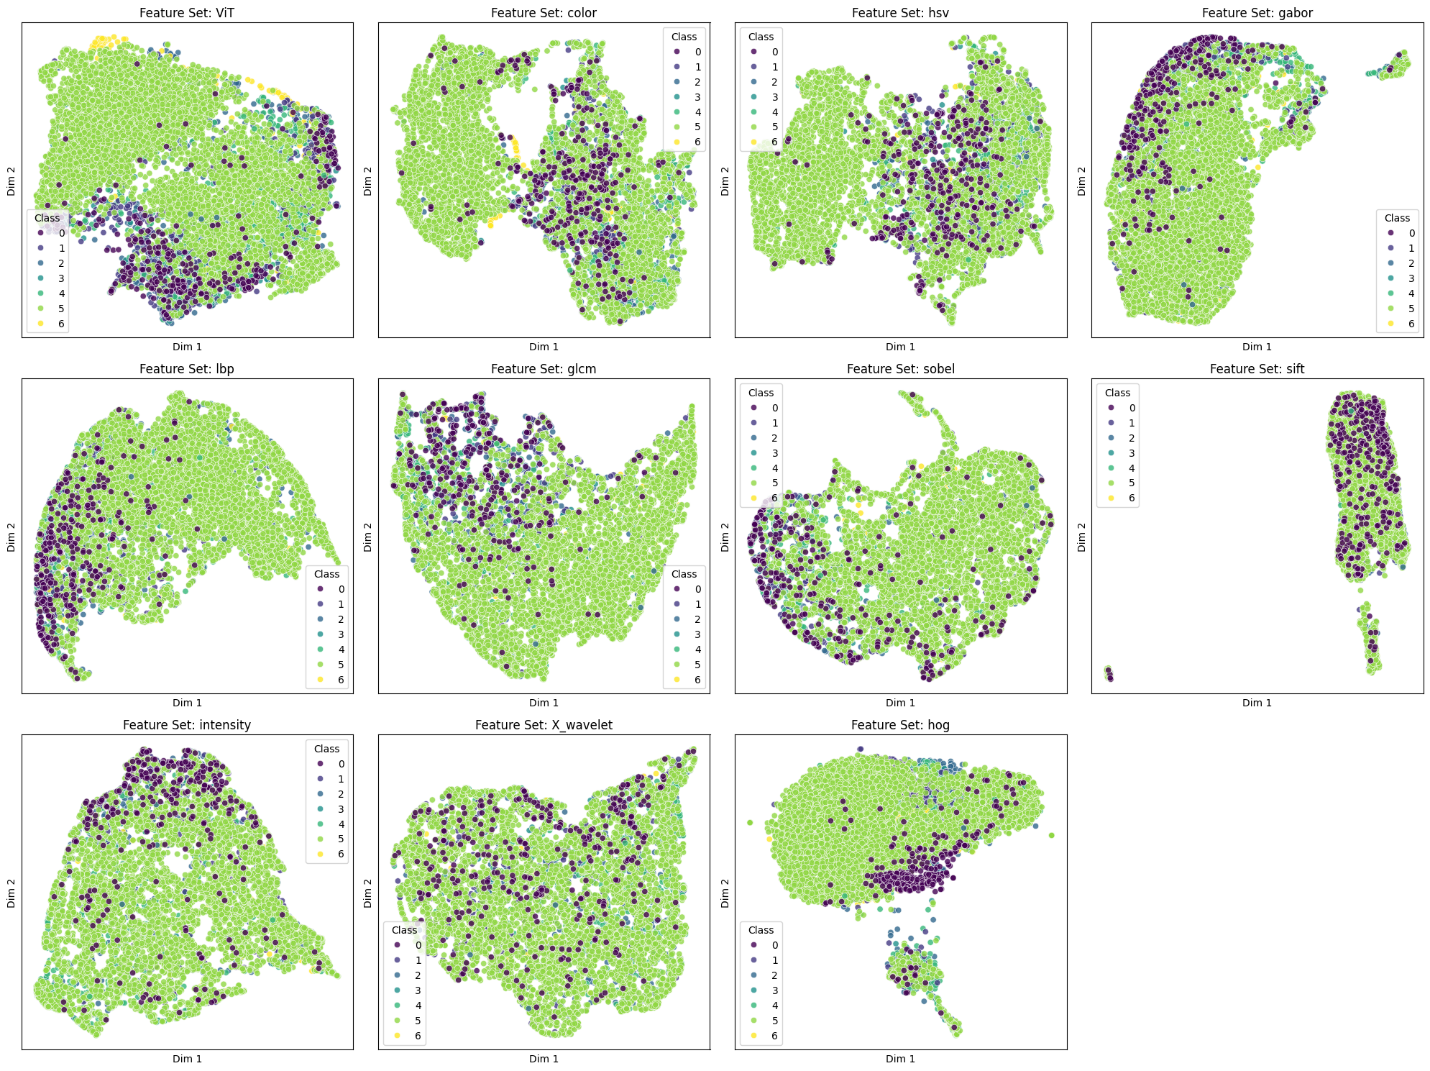 Feature Set: ViT
Dim 2
Class
0
1
2
3
4
5
6
Dim 1
Feature Set: color
Dim 2
Class
0
1
2
3
4
5
6
Dim 1
Feature Set: hsv
Dim 2
Class
0
1
2
3
4
5
6
Dim 1
Feature Set: gabor
Dim 2
Class
0
1
2
3
4
5
6
Dim 1
Feature Set: lbp
Dim 2
Class
0
1
2
3
4
5
6
Dim 1
Feature Set: glcm
Dim 2
Class
0
1
2
3
4
5
6
Dim 1
Feature Set: sobel
Dim 2
Class
0
1
2
3
4
5
6
Dim 1
Feature Set: sift
Dim 2
Class
0
1
2
3
4
5
6
Dim 1
Feature Set: intensity
Dim 2
Class
0
1
2
3
4
5
6
Dim 1
Feature Set: X_wavelet
Dim 2
Class
0
1
2
3
4
5
6
Dim 1
Feature Set: hog
Dim 2
Class
0
1
2
3
4
5
6
Dim 1